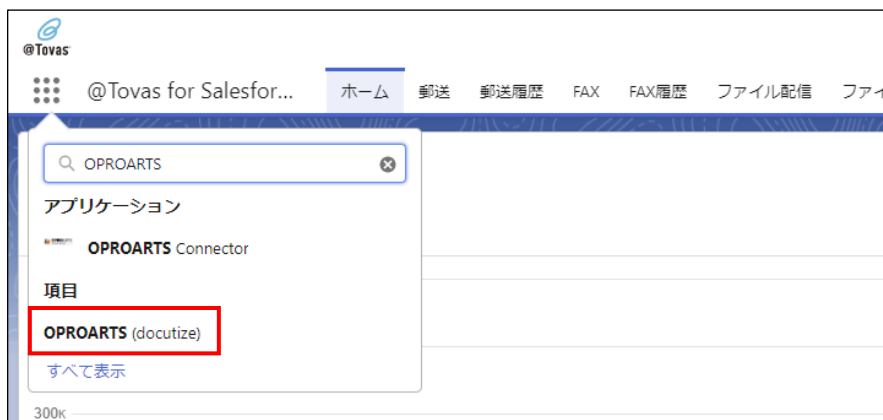 @Tovas
@Tovas for Salesfor... ホーム 郵送 郵送履歴 FAX FAX履歴 ファイル配信 ファイ
OPROARTS
アプリケーション
OPROARTS Connector
項目
OPROARTS (docutize)
すべて表示
300K